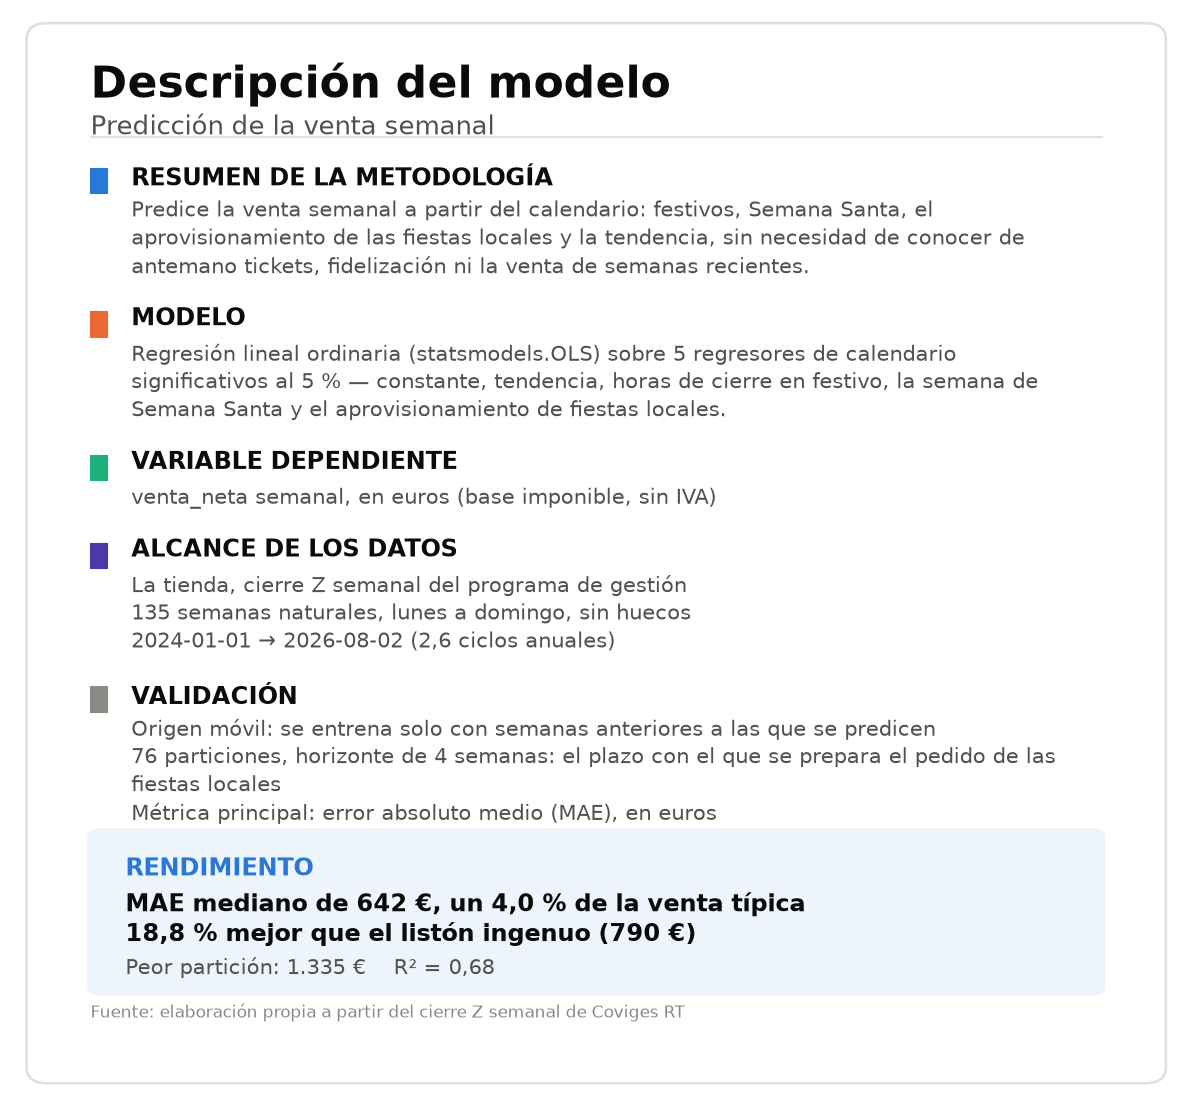 Descripción del modelo
Predicción de la venta semanal
RESUMEN DE LA METODOLOGÍA
Predice la venta semanal a partir del calendario: festivos, Semana Santa, el
aprovisionamiento de las fiestas locales y la tendencia, sin necesidad de conocer de
antemano tickets, fidelización ni la venta de semanas recientes.
MODELO
Regresión lineal ordinaria (statsmodels.OLS) sobre 5 regresores de calendario
significativos al 5 % — constante, tendencia, horas de cierre en festivo, la semana de
Semana Santa y el aprovisionamiento de fiestas locales.
VARIABLE DEPENDIENTE
venta_neta semanal, en euros (base imponible, sin IVA)
ALCANCE DE LOS DATOS
La tienda, cierre Z semanal del programa de gestión
135 semanas naturales, lunes a domingo, sin huecos
2024-01-01 → 2026-08-02 (2,6 ciclos anuales)
VALIDACIÓN
Origen móvil: se entrena solo con semanas anteriores a las que se predicen
76 particiones, horizonte de 4 semanas: el plazo con el que se prepara el pedido de las
fiestas locales
Métrica principal: error absoluto medio (MAE), en euros
RENDIMIENTO
MAE mediano de 642 €, un 4,0 % de la venta típica
18,8 % mejor que el listón ingenuo (790 €)
Peor partición: 1.335 €    R² = 0,68
Fuente: elaboración propia a partir del cierre Z semanal de Coviges RT